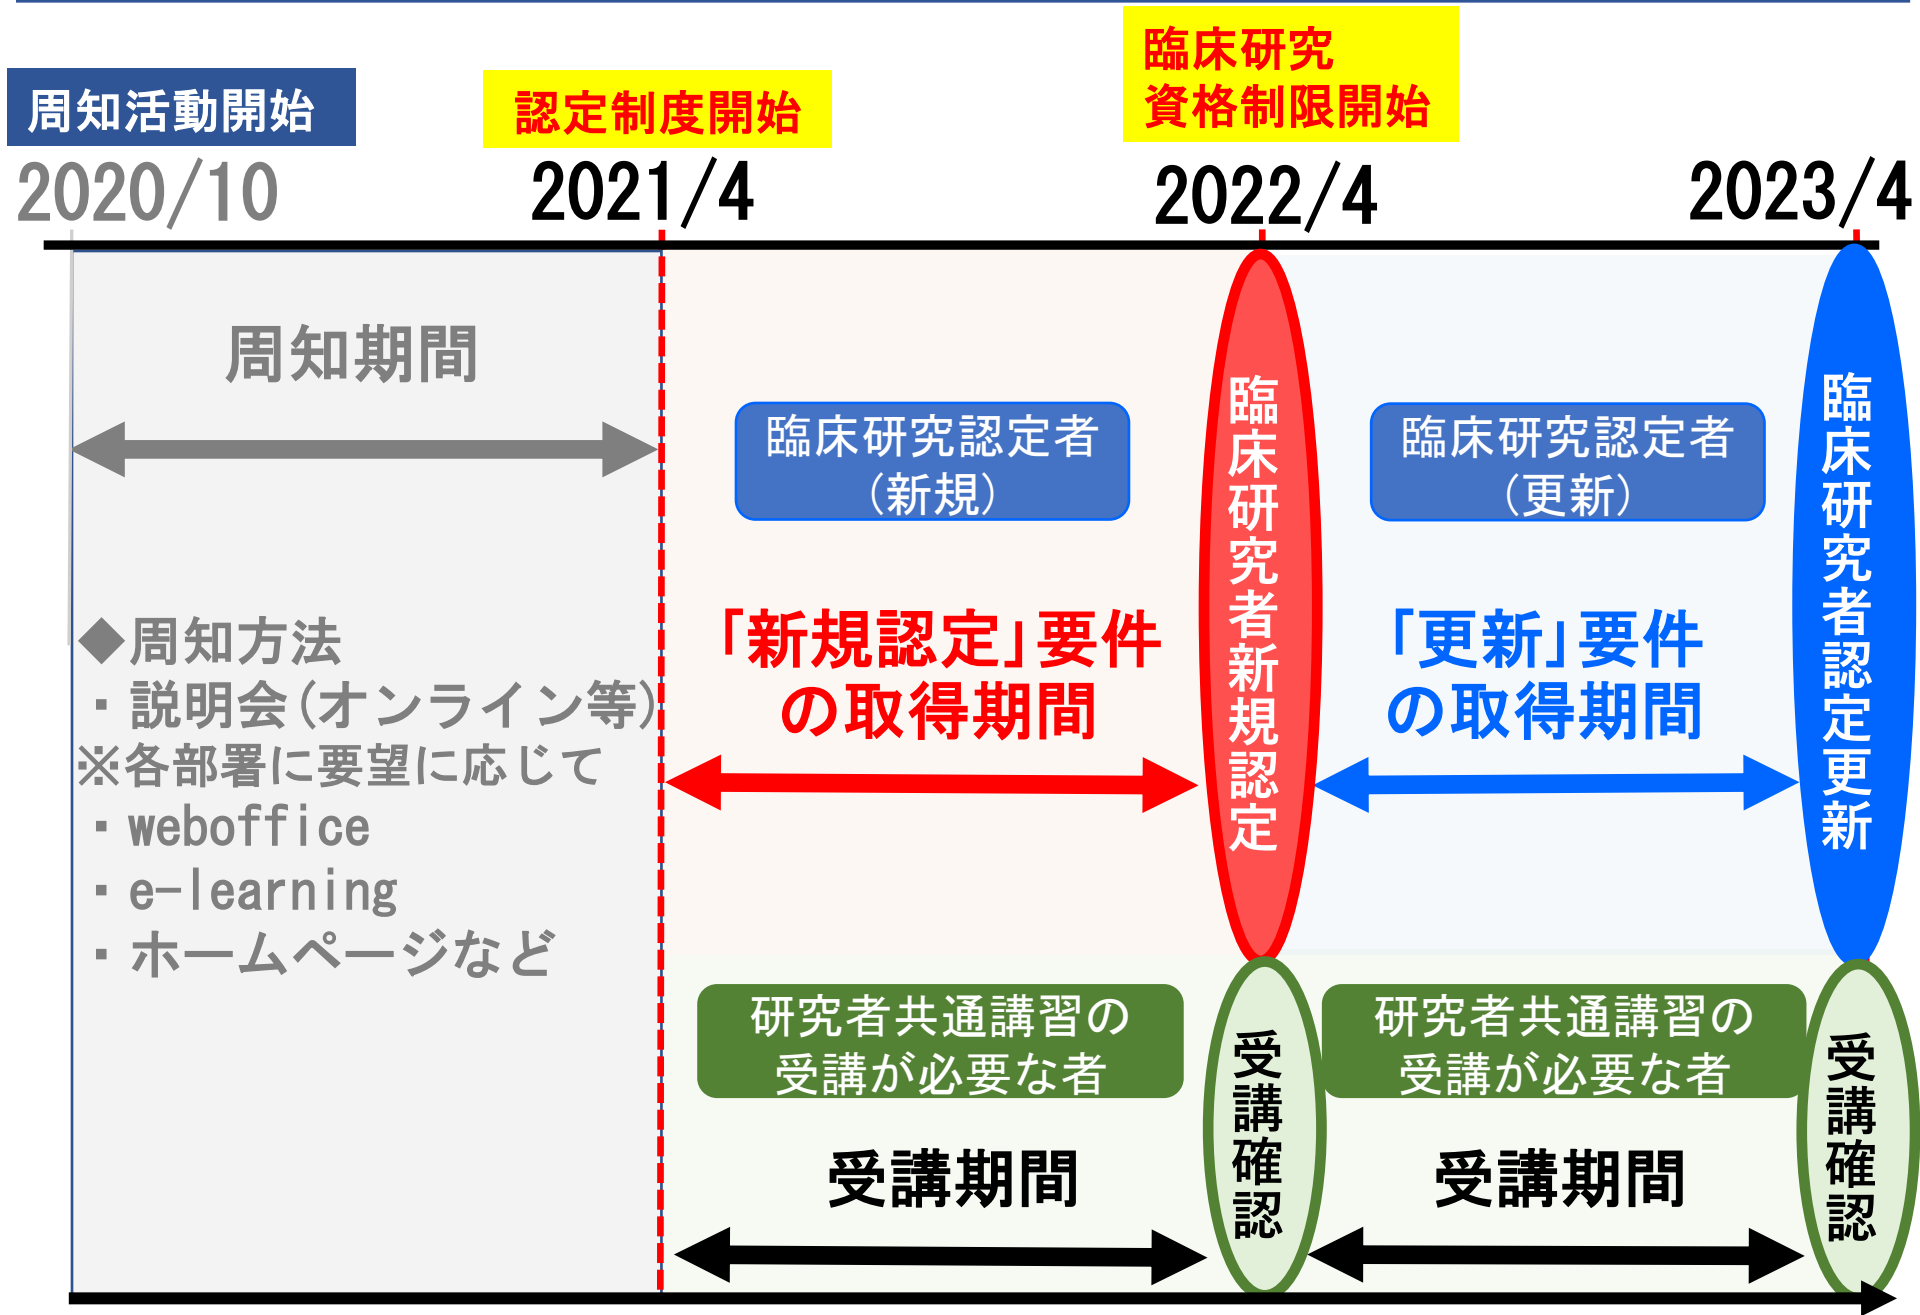 周知活動開始
認定制度開始
臨床研究
資格制限開始
2020/10
2021/4
2022/4
2023/4
周知期間
◆周知方法
・説明会(オンライン等)
※各部署に要望に応じて
・weboffice
・e-learning
・ホームページなど
臨床研究認定者
(新規)
「新規認定」要件
の取得期間
臨床研究者新規認定
臨床研究認定者
(更新)
「更新」要件
の取得期間
臨床研究者認定更新
研究者共通講習の
受講が必要な者
受講期間
受講確認
研究者共通講習の
受講が必要な者
受講期間
受講確認